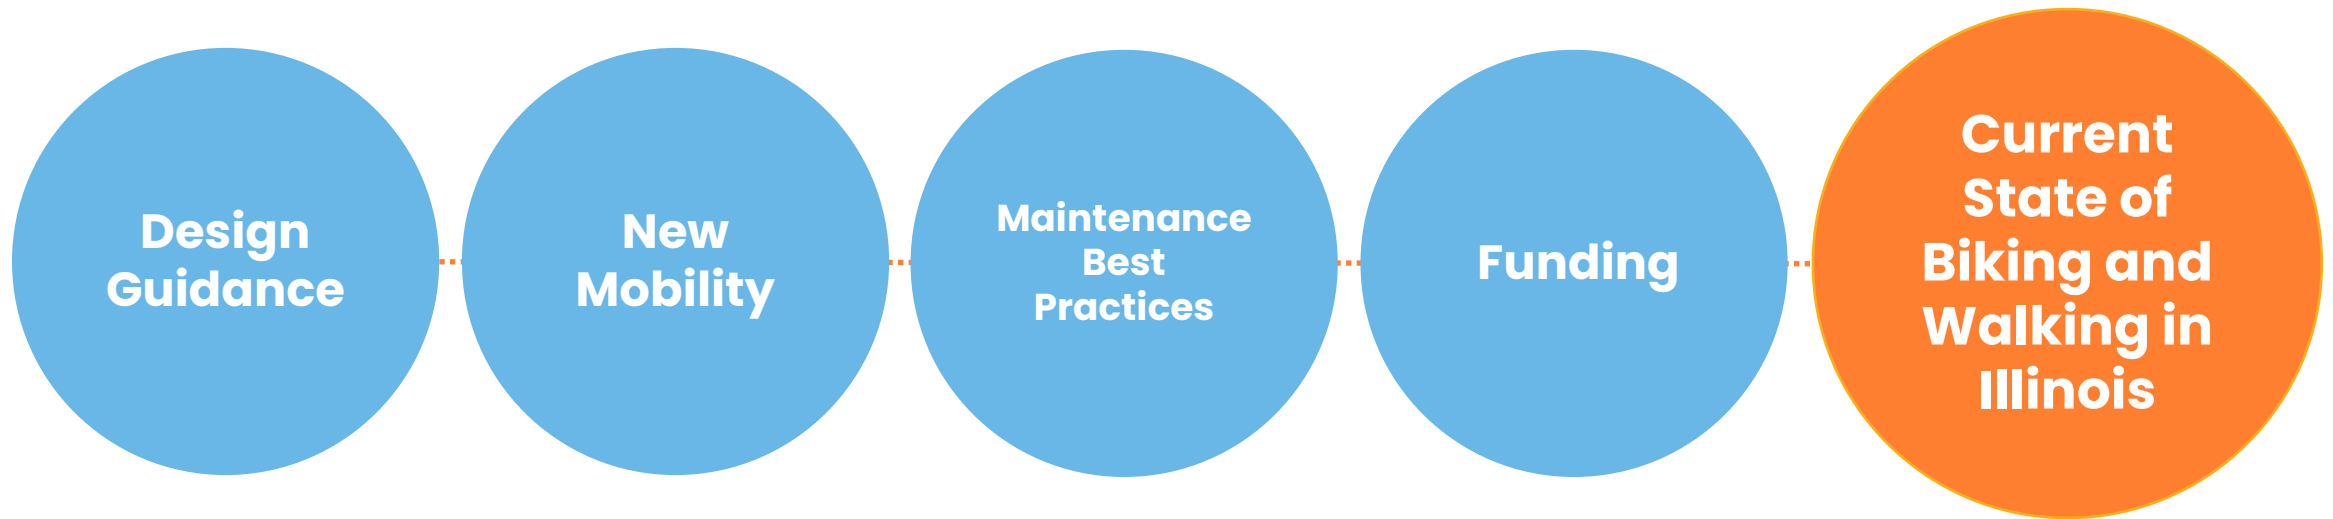 Design
Guidance
New
Mobility
Maintenance
Best
Practices
Funding
Current
State of
Biking and
Walking in
Illinois